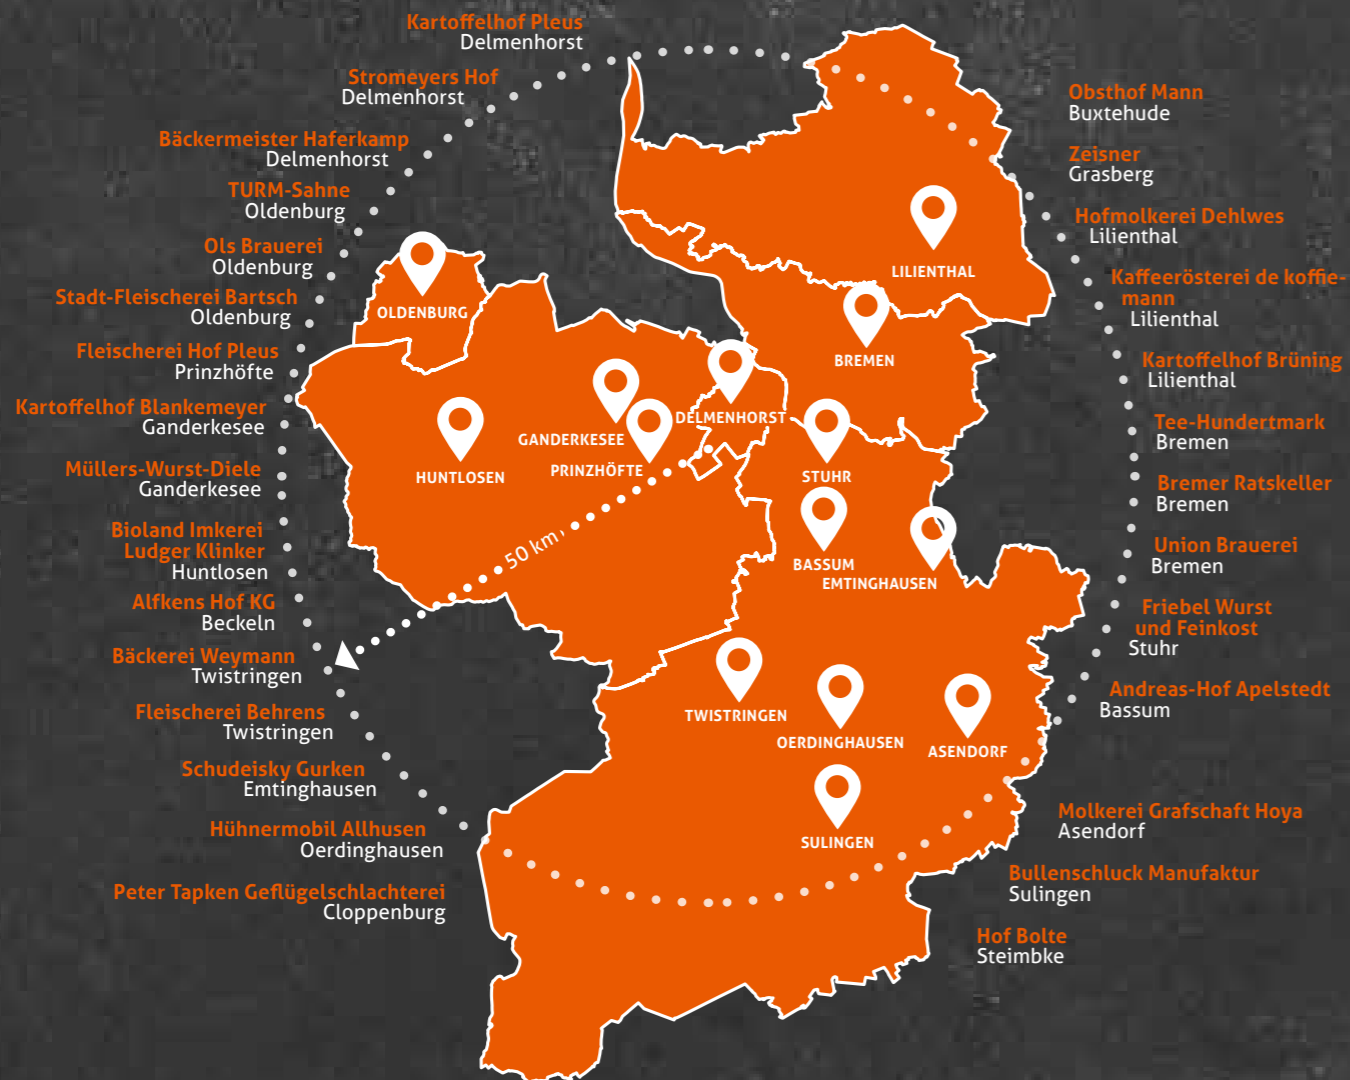 Kartoffelhof Pleus
Delmenhorst
Stromeyers Hof
Delmenhorst
Bäckermeister Haferkamp
Delmenhorst
TURM-Sahne
Oldenburg
Ols Brauerei
Oldenburg
Stadt-Fleischerei Bartsch
Oldenburg
Fleischerei Hof Pleus
Prinzhöfte
Kartoffelhof Blankemeyer
Ganderkesee
Müllers-Wurst-Diele
Ganderkesee
Bioland Imkerei
Ludger Klinker
Huntlosen
Alfkens Hof KG
Beckeln
Bäckerei Weymann
Twistringen
Fleischerei Behrens
Twistringen
Schudeisky Gurken
Emtinghausen
Hühnermobil Allhusen
Oerdinghausen
Peter Tapken Geflügelschlachterei
Cloppenburg
LILIENTHAL
OLDENBURG
BREMEN
DELMENHORST
GANDERKESEE
PRINZHÖFTE
HUNTLOSEN
STUHR
50 km
BASSUM
EMTINGHAUSEN
TWISTRINGEN
OERDINGHAUSEN
ASENDORF
SULINGEN
Obsthof Mann
Buxtehude
Zeisner
Grasberg
Hofmolkerei Dehlwes
Lilienthal
Kaffeerösterei de koffie-
mann
Lilienthal
Kartoffelhof Brüning
Lilienthal
Tee-Hundertmark
Bremen
Bremer Ratskeller
Bremen
Union Brauerei
Bremen
Friebel Wurst
und Feinkost
Stuhr
Andreas-Hof Apelstedt
Bassum
Molkerei Grafschaft Hoya
Asendorf
Bullenschluck Manufaktur
Sulingen
Hof Bolte
Steimbke